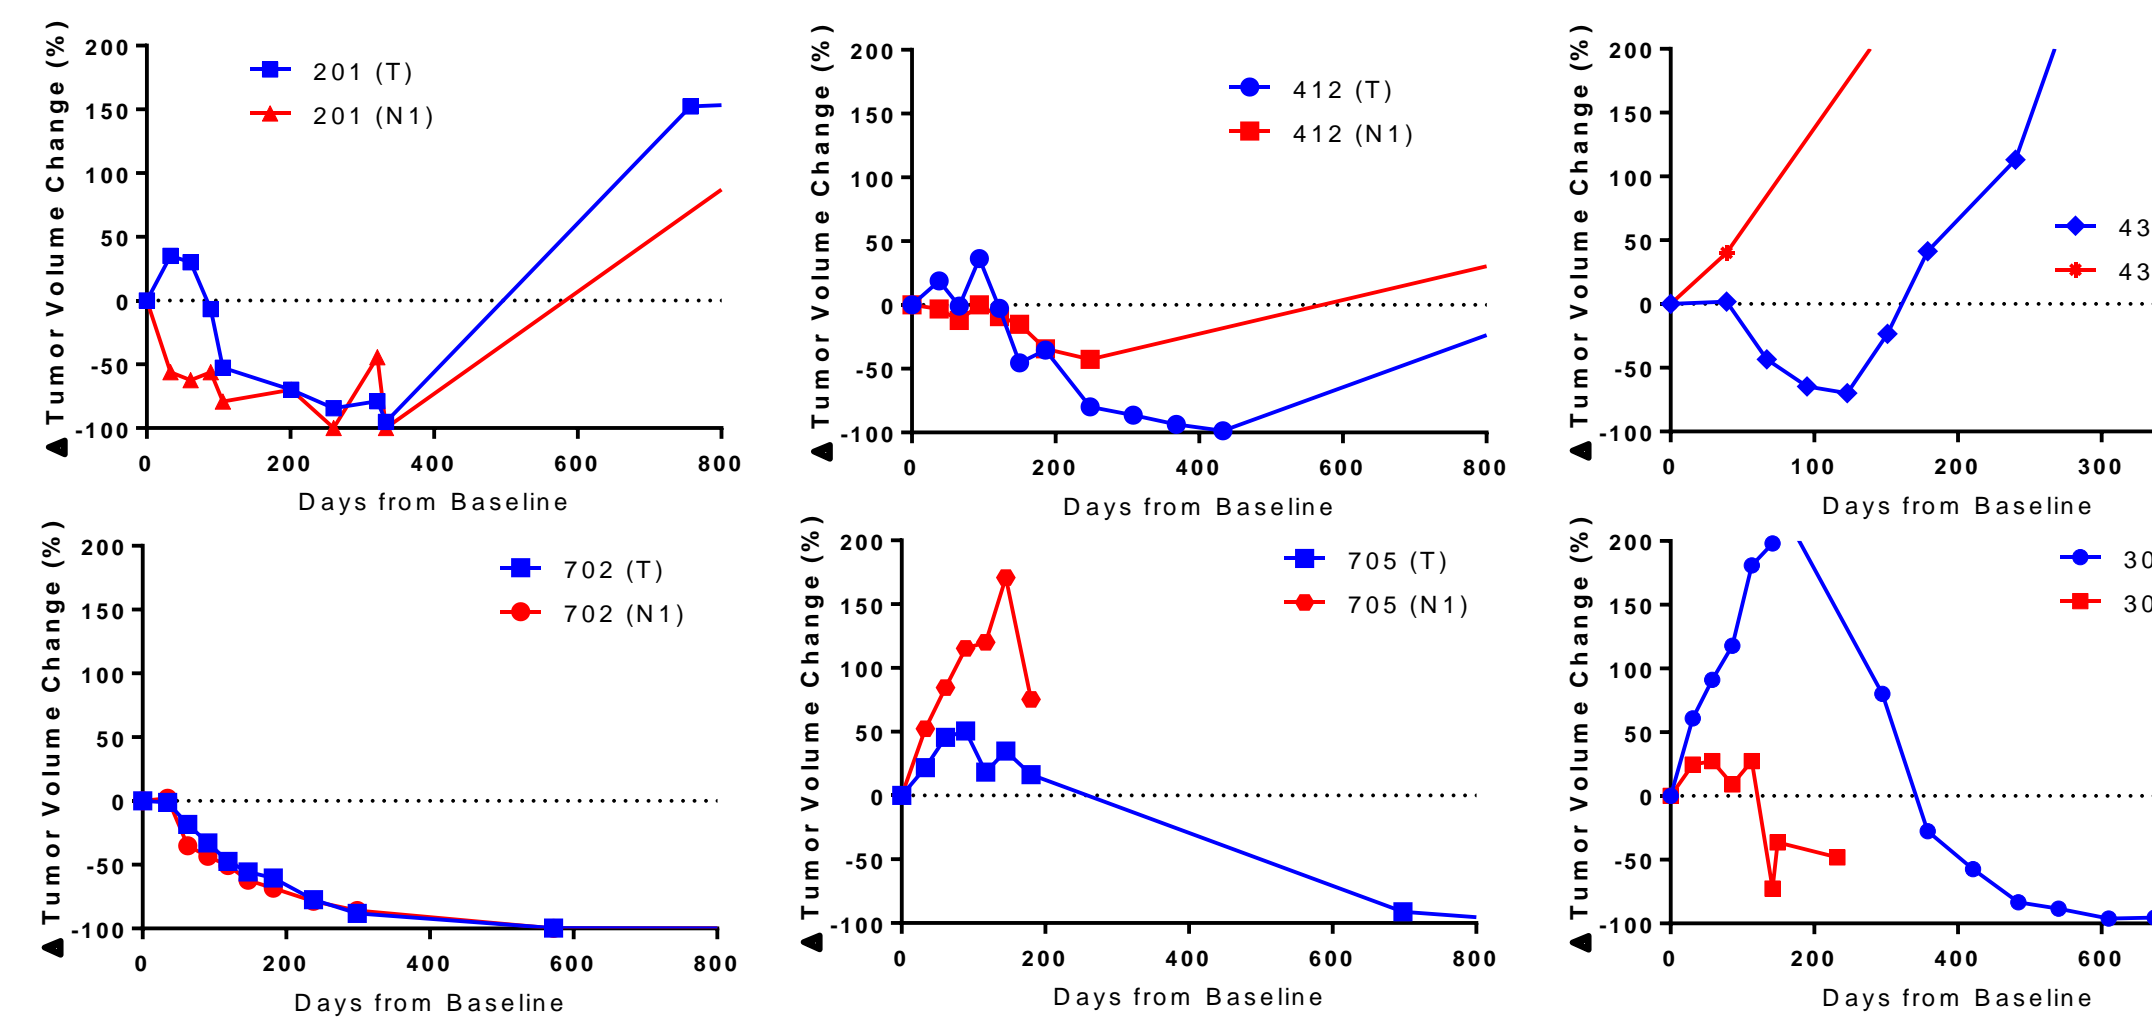 Δ Tumor Volume Change (%)
200
150
100
50
0
-50
-100
201 (T)
201 (N1)
0 200 400 600 800
Days from Baseline
Δ Tumor Volume Change (%)
200
150
100
50
0
-50
-100
412 (T)
412 (N1)
0 200 400 600 800
Days from Baseline
Δ Tumor Volume Change (%)
200
150
100
50
0
-50
-100
43
43
0 100 200 300
Days from Baseline
Δ Tumor Volume Change (%)
200
150
100
50
0
-50
-100
702 (T)
702 (N1)
0 200 400 600 800
Days from Baseline
Δ Tumor Volume Change (%)
200
150
100
50
0
-50
-100
705 (T)
705 (N1)
0 200 400 600 800
Days from Baseline
Δ Tumor Volume Change (%)
200
150
100
50
0
-50
-100
30
30
0 200 400 600
Days from Baseline